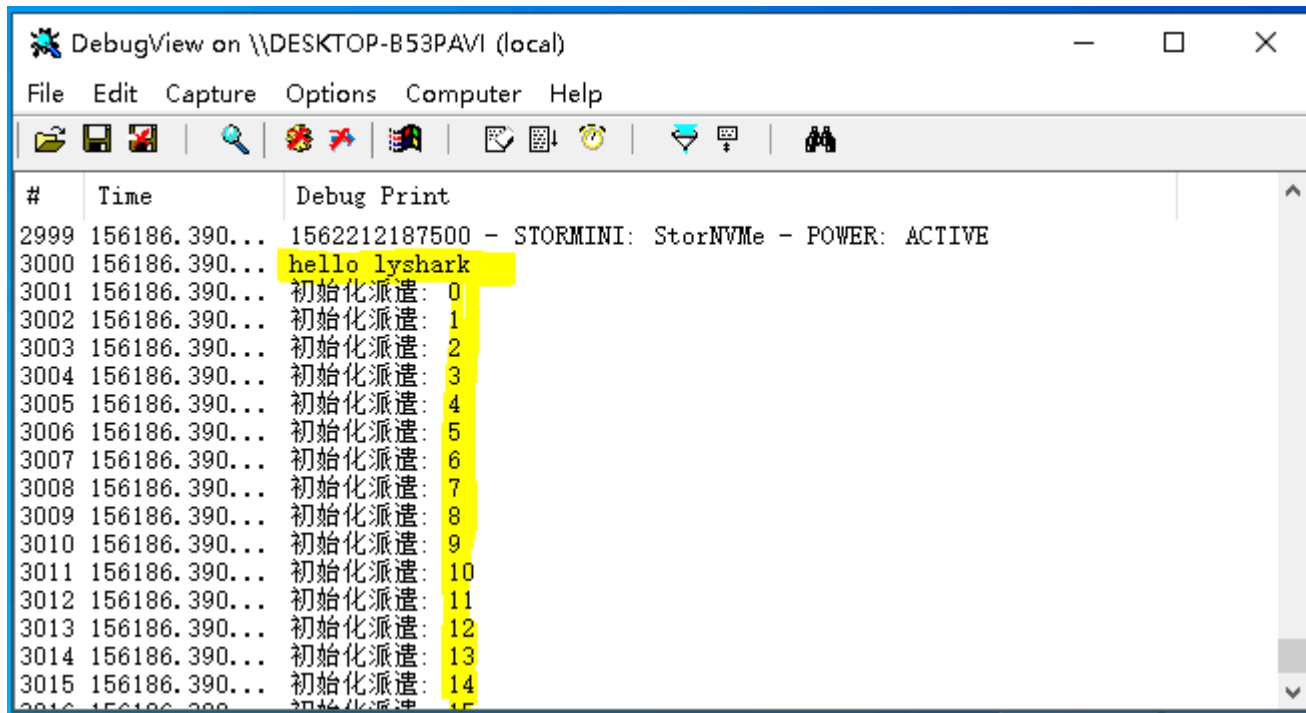 DebugView on \\DESKTOP-B53PAVI (local)
File Edit Capture Options Computer Help
# Time Debug Print
2999 156186.390... 1562212187500 - STORMINI: StorNVMe - POWER: ACTIVE
3000 156186.390... hello lyshark
3001 156186.390... 初始化派遣: 0
3002 156186.390... 初始化派遣: 1
3003 156186.390... 初始化派遣: 2
3004 156186.390... 初始化派遣: 3
3005 156186.390... 初始化派遣: 4
3006 156186.390... 初始化派遣: 5
3007 156186.390... 初始化派遣: 6
3008 156186.390... 初始化派遣: 7
3009 156186.390... 初始化派遣: 8
3010 156186.390... 初始化派遣: 9
3011 156186.390... 初始化派遣: 10
3012 156186.390... 初始化派遣: 11
3013 156186.390... 初始化派遣: 12
3014 156186.390... 初始化派遣: 13
3015 156186.390... 初始化派遣: 14